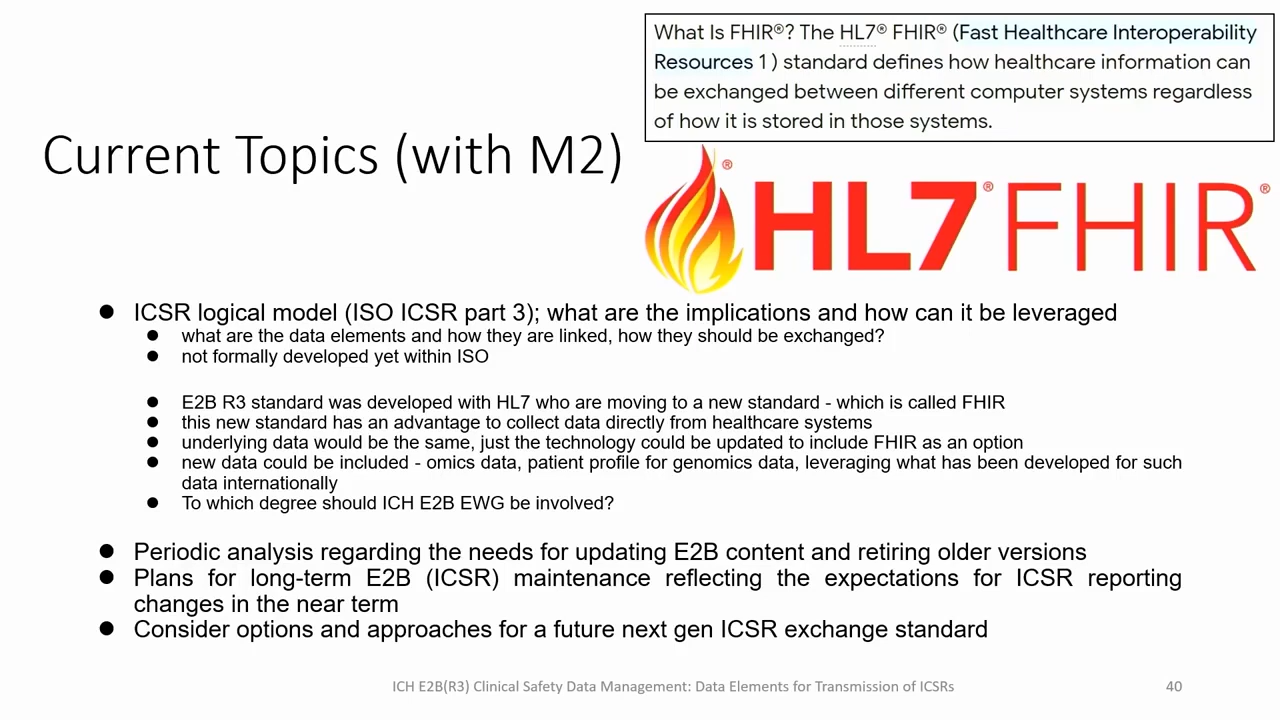 What Is FHIR®? The HL7® FHIR® (Fast Healthcare Interoperability
Resources 1 ) standard defines how healthcare information can
be exchanged between different computer systems regardless
of how it is stored in those systems.
Current Topics (with M2)
HL7® FHIR®
● ICSR logical model (ISO ICSR part 3); what are the implications and how can it be leveraged
● what are the data elements and how they are linked, how they should be exchanged?
● not formally developed yet within ISO
● E2B R3 standard was developed with HL7 who are moving to a new standard - which is called FHIR
● this new standard has an advantage to collect data directly from healthcare systems
● underlying data would be the same, just the technology could be updated to include FHIR as an option
● new data could be included - omics data, patient profile for genomics data, leveraging what has been developed for such
data internationally
● To which degree should ICH E2B EWG be involved?
● Periodic analysis regarding the needs for updating E2B content and retiring older versions
● Plans for long-term E2B (ICSR) maintenance reflecting the expectations for ICSR reporting
changes in the near term
● Consider options and approaches for a future next gen ICSR exchange standard
ICH E2B(R3) Clinical Safety Data Management: Data Elements for Transmission of ICSRs
40